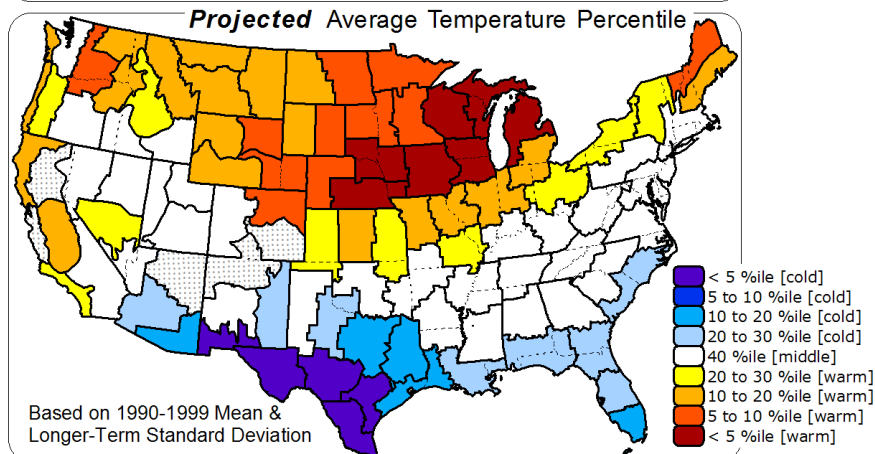 Projected Average Temperature Percentile
< 5 %ile [cold]
5 to 10 %ile [cold]
10 to 20 %ile [cold]
20 to 30 %ile [cold]
40 %ile [middle]
20 to 30 %ile [warm]
10 to 20 %ile [warm]
5 to 10 %ile [warm]
< 5 %ile [warm]
Based on 1990-1999 Mean &
Longer-Term Standard Deviation